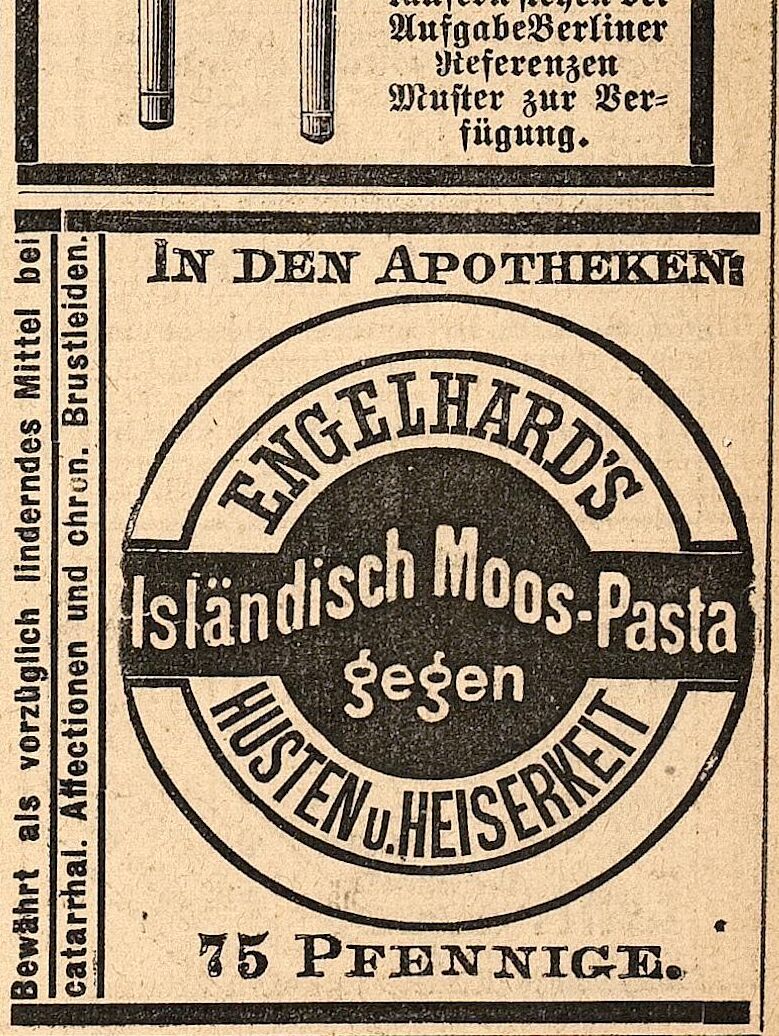 Aufgabe Berliner
Referenzen
Muster zur Ver-
fügung.
Bewährt als vorzüglich linderndes Mittel bei
catarrhal. Affectionen und chron. Brustleiden.
IN DEN APOTHEKEN:
ENGELHARD'S
Isländisch Moos-Pasta
gegen
HUSTEN u. HEISERKEIT
75 PFENNIGE.